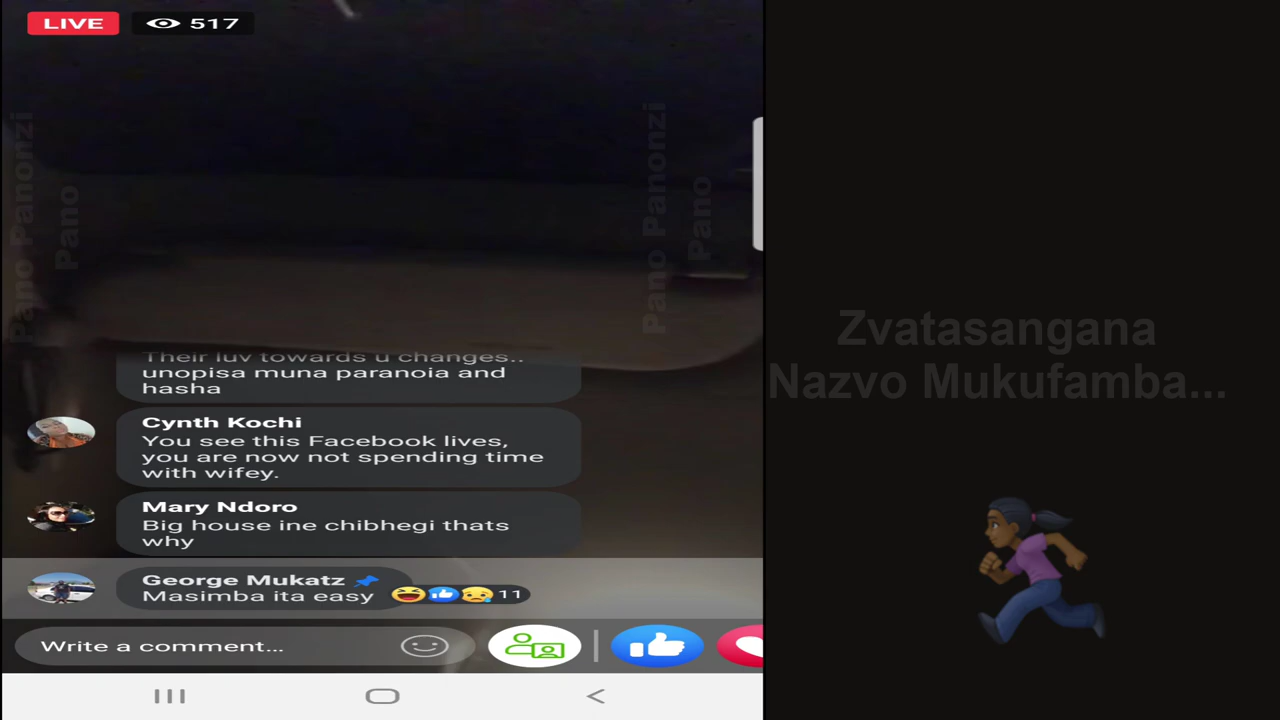 LIVE
517
Pano Panonzi
Pano
Pano Panonzi
Pano
Their luv towards u changes..
unopisa muna paranoia and
hasha
Cynth Kochi
You see this Facebook lives,
you are now not spending time
with wifey.
Mary Ndoro
Big house ine chibhegi thats
why
George Mukatz
Masimba ita easy
11
Write a comment...
Zvatasangana
Nazvo Mukufamba...